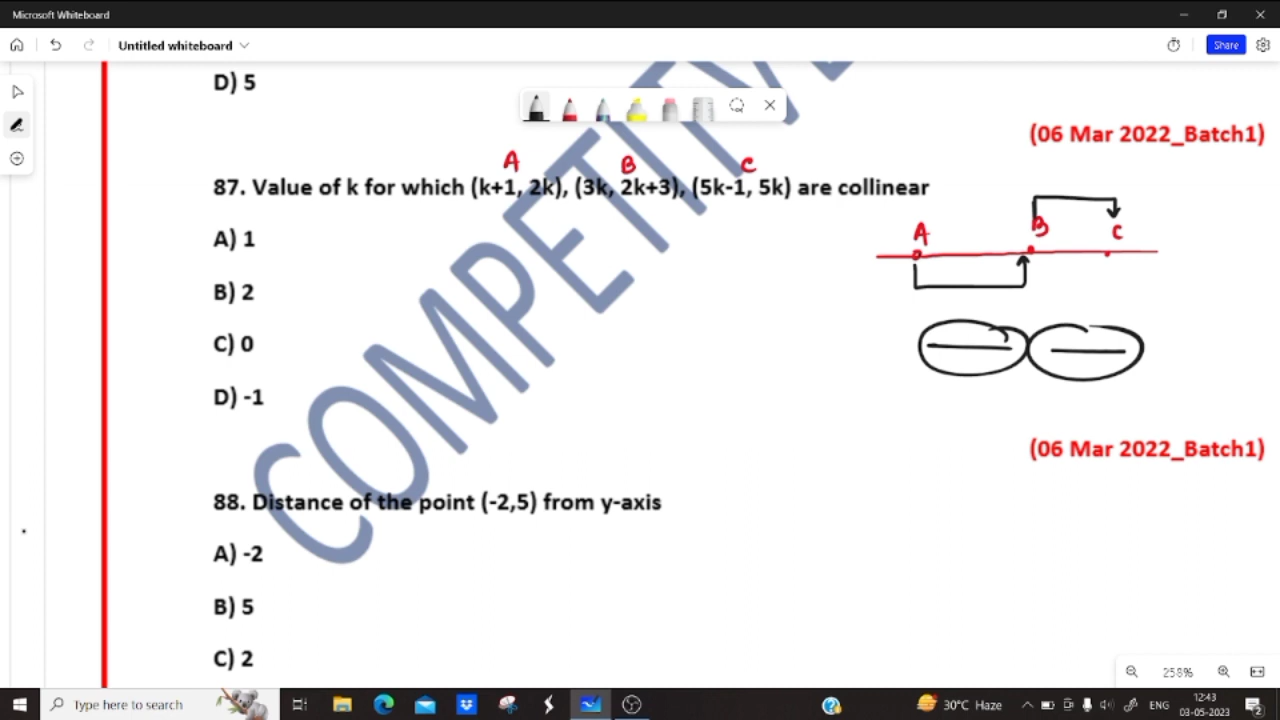 Microsoft Whiteboard
Untitled whiteboard
Share
D) 5
(06 Mar 2022_Batch1)
A B C
87. Value of k for which (k+1, 2k), (3k, 2k+3), (5k-1, 5k) are collinear
A B C
A) 1
B) 2
C) 0
D) -1
(06 Mar 2022_Batch1)
88. Distance of the point (-2,5) from y-axis
A) -2
B) 5
C) 2
COMPETITIVE
258%
Type here to search
30°C Haze
ENG
12:43
03-05-2023
2